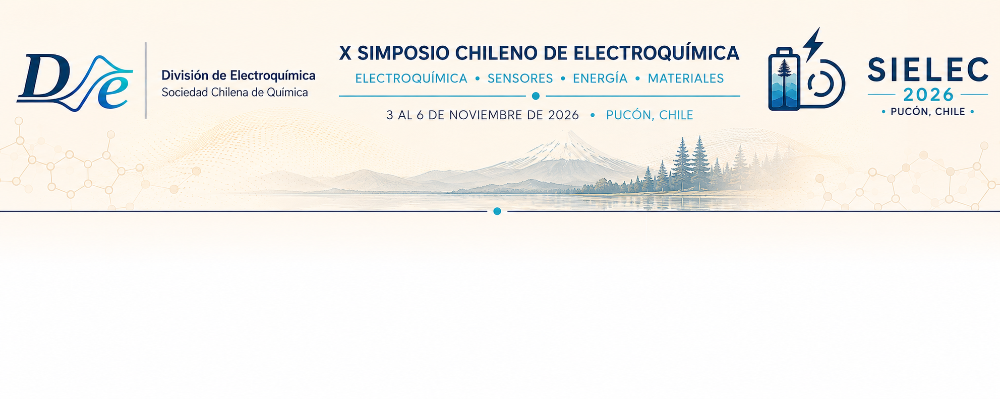 De
División de Electroquímica
Sociedad Chilena de Química
X SIMPOSIO CHILENO DE ELECTROQUÍMICA
ELECTROQUÍMICA • SENSORES • ENERGÍA • MATERIALES
3 AL 6 DE NOVIEMBRE DE 2026 • PUCÓN, CHILE
SIELEC
2026
• PUCÓN, CHILE •